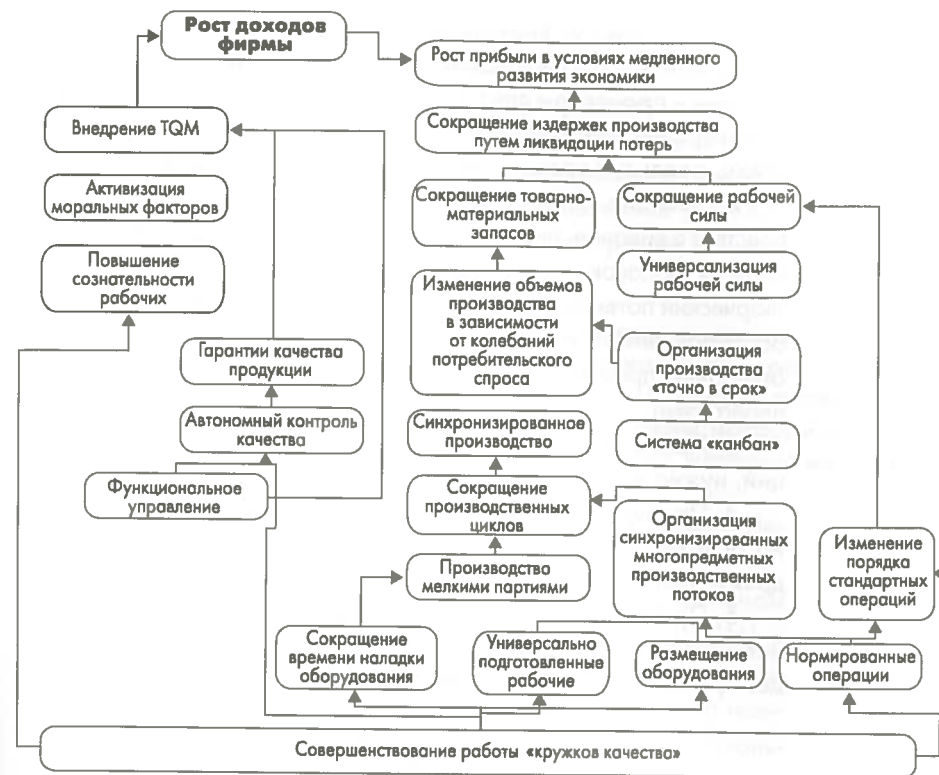 Рост доходов
фирмы
Рост прибыли в условиях медленного
развития экономики
Внедрение TQM
Сокращение издержек производства
путем ликвидации потерь
Активизация
моральных факторов
Сокращение товарно-
материальных
запасов
Сокращение рабочей
силы
Повышение
сознательности
рабочих
Универсализация
рабочей силы
Изменение объемов
производства
в зависимости
от колебаний
потребительского
спроса
Гарантии качества
продукции
Организация
производства
«точно в срок»
Автономный контроль
качества
Синхронизированное
производство
Система «канбан»
Функциональное
управление
Сокращение
производственных
циклов
Организация
синхронизированных
многопредметных
производственных
потоков
Изменение
порядка
стандартных
операций
Производство
мелкими партиями
Сокращение
времени наладки
оборудования
Универсально
подготовленные
рабочие
Размещение
оборудования
Нормированные
операции
Совершенствование работы «кружков качества»